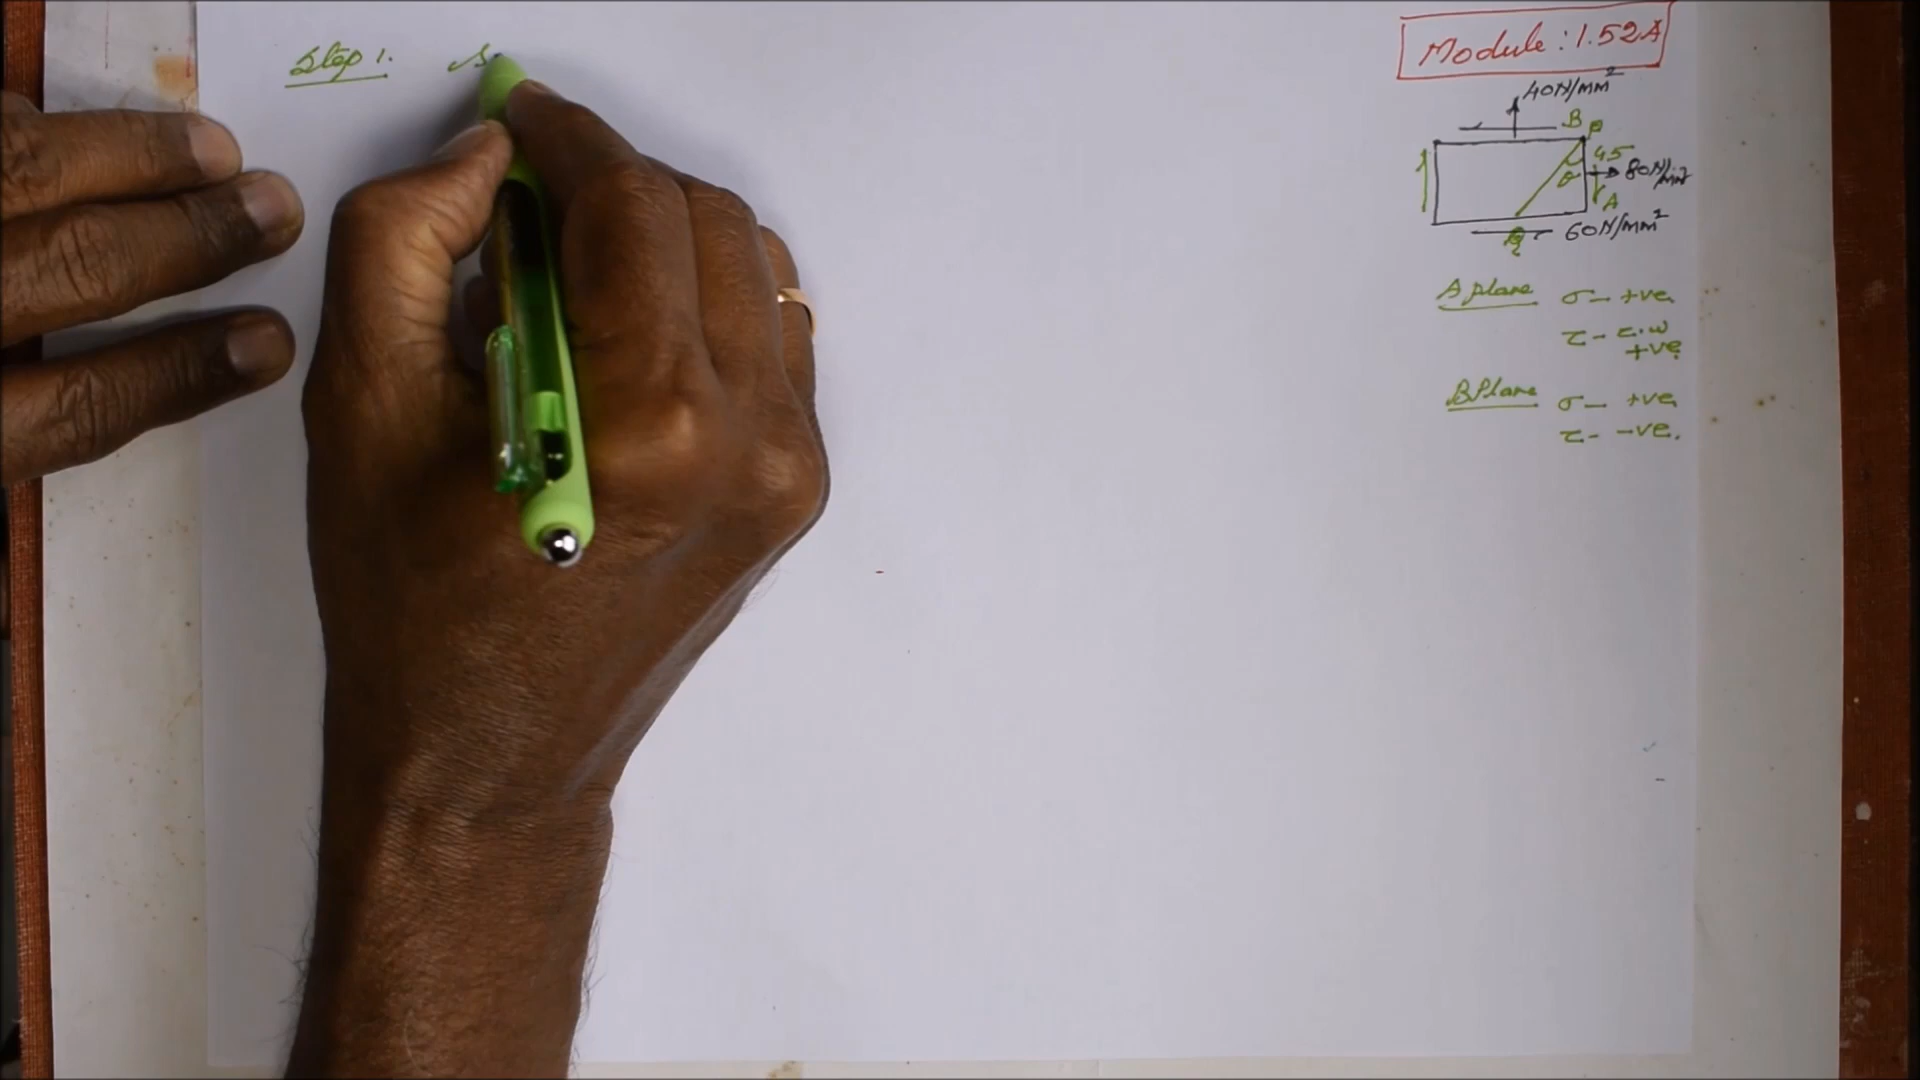 Step 1. S
Module : 1.52A
40N/mm²
B P
45
θ 80N/mm²
A
60N/mm²
Q
A plane σ - +ve
τ - c.w
+ve.
B Plane σ - +ve
τ - -ve.